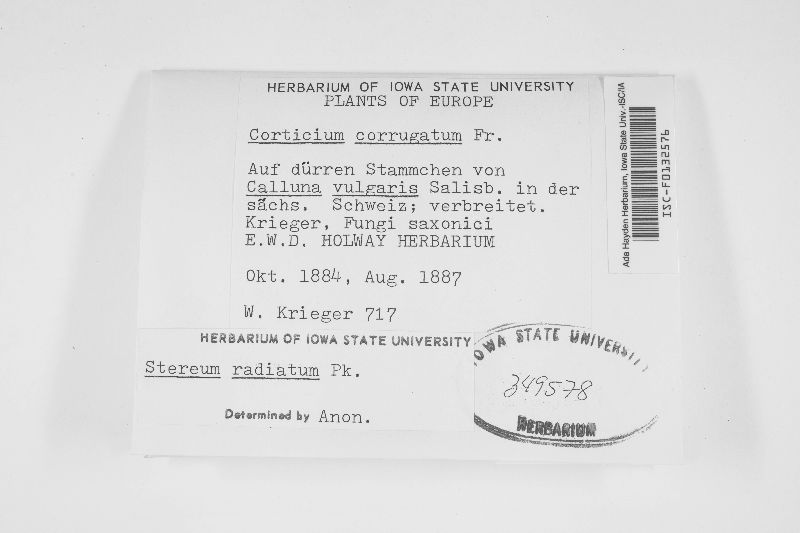 HERBARIUM OF IOWA STATE UNIVERSITY
PLANTS OF EUROPE
Corticium corrugatum Fr.
Auf dürren Stammchen von
Calluna vulgaris Salisb. in der
sächs. Schweiz; verbreitet.
Krieger, Fungi saxonici
E.W.D. HOLWAY HERBARIUM
Okt. 1884, Aug. 1887
W. Krieger 717
Ada Hayden Herbarium, Iowa State Univ.-ISC/IA
ISC-F0132576
HERBARIUM OF IOWA STATE UNIVERSITY
Stereum radiatum Pk.
Determined by Anon.
IOWA STATE UNIVERSITY
349578
HERBARIUM